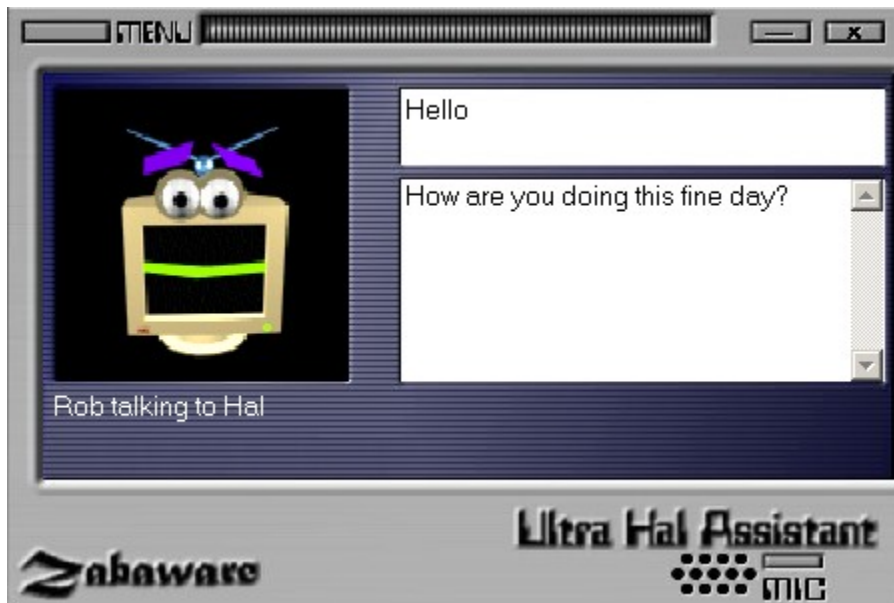 MENU
Hello
How are you doing this fine day?
Rob talking to Hal
Ultra Hal Assistant
Zabaware
MIC